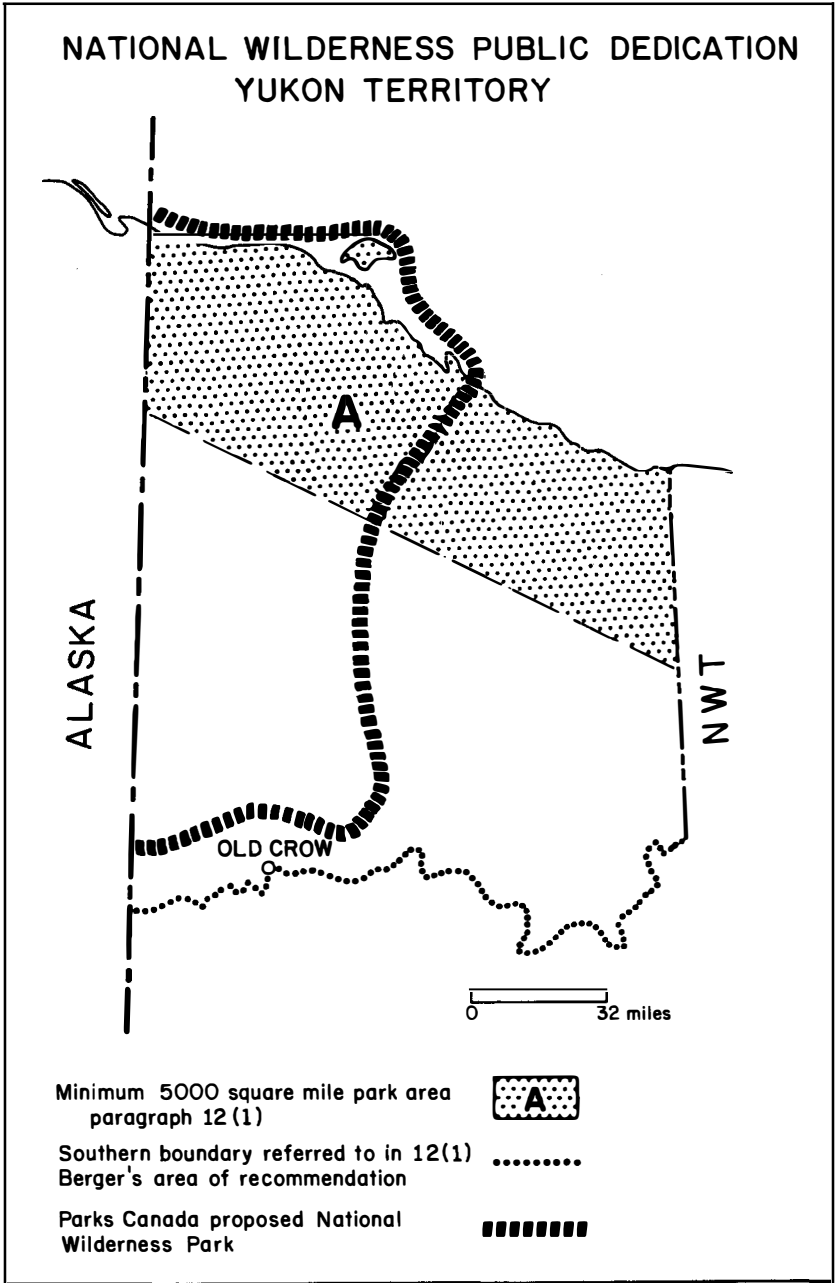 NATIONAL WILDERNESS PUBLIC DEDICATION
YUKON TERRITORY
A
ALASKA
NWT
OLD CROW
0 32 miles
Minimum 5000 square mile park area
paragraph 12(1)
A
Southern boundary referred to in 12(1)
Berger's area of recommendation
Parks Canada proposed National
Wilderness Park